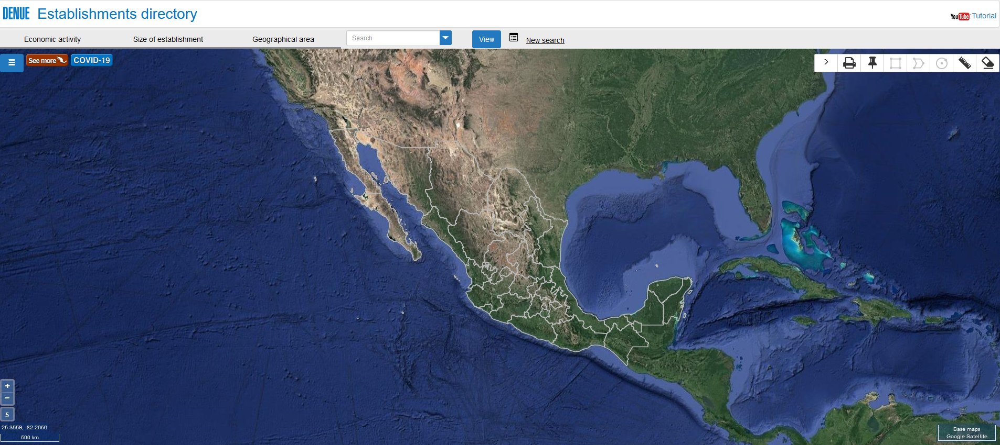 DENUE Establishments directory
YouTube:Tutorial
Economic activity
Size of establishment
Geographical area
Search
View
New search
See more
COVID-19
+
−
5
25.3559, -82.2656
500 km
Base maps
Google Satellite